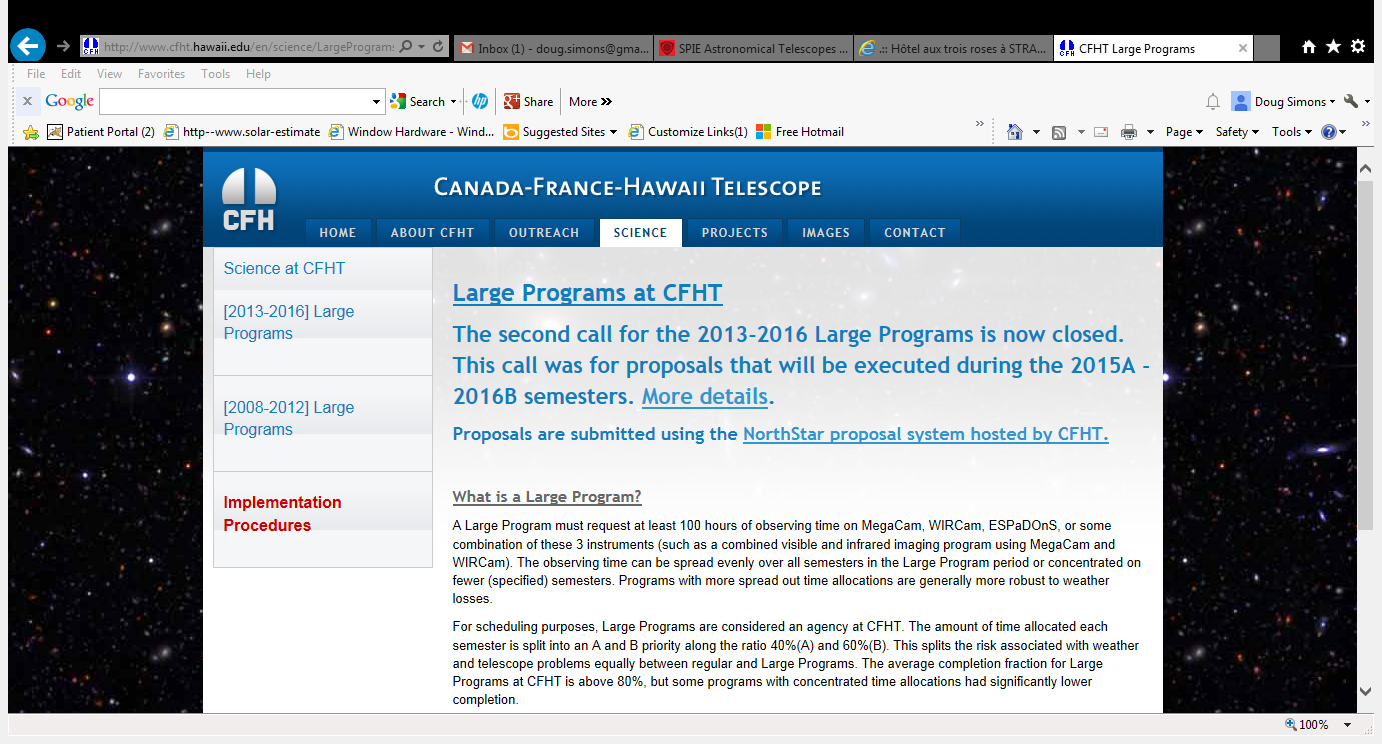 http://www.cfht.hawaii.edu/en/science/LargePrograms
Inbox (1) - doug.simons@gma...
SPIE Astronomical Telescopes ...
.:: Hôtel aux trois roses à STRA...
CFHT Large Programs
File Edit View Favorites Tools Help
x Google Search Share More »
Doug Simons
Patient Portal (2) http--www.solar-estimate Window Hardware - Wind... Suggested Sites Customize Links(1) Free Hotmail
Page Safety Tools
CFH
CANADA-FRANCE-HAWAII TELESCOPE
HOME ABOUT CFHT OUTREACH SCIENCE PROJECTS IMAGES CONTACT
Science at CFHT
[2013-2016] Large
Programs
[2008-2012] Large
Programs
Implementation
Procedures
Large Programs at CFHT
The second call for the 2013-2016 Large Programs is now closed.
This call was for proposals that will be executed during the 2015A -
2016B semesters. More details.
Proposals are submitted using the NorthStar proposal system hosted by CFHT.
What is a Large Program?
A Large Program must request at least 100 hours of observing time on MegaCam, WIRCam, ESPaDOnS, or some
combination of these 3 instruments (such as a combined visible and infrared imaging program using MegaCam and
WIRCam). The observing time can be spread evenly over all semesters in the Large Program period or concentrated on
fewer (specified) semesters. Programs with more spread out time allocations are generally more robust to weather
losses.
For scheduling purposes, Large Programs are considered an agency at CFHT. The amount of time allocated each
semester is split into an A and B priority along the ratio 40%(A) and 60%(B). This splits the risk associated with weather
and telescope problems equally between regular and Large Programs. The average completion fraction for Large
Programs at CFHT is above 80%, but some programs with concentrated time allocations had significantly lower
completion.
100%